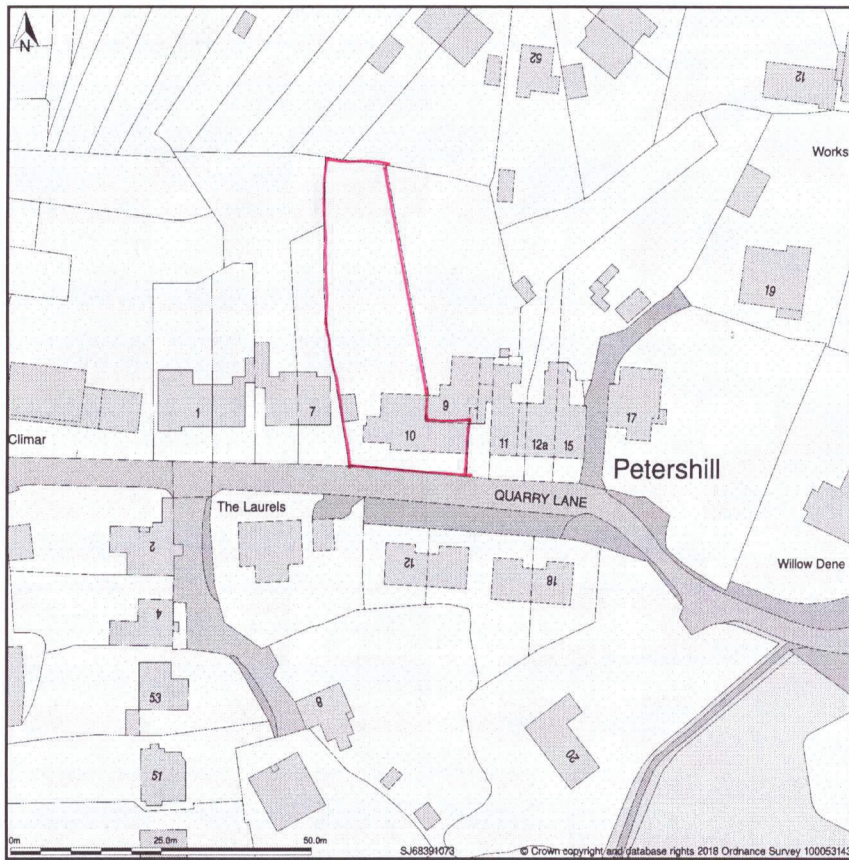 N
52
12
Works
19
1
7
9
10
11
12a
15
17
Climar
Petershill
QUARRY LANE
The Laurels
2
12
18
Willow Dene
4
53
8
20
51
0m
25.0m
50.0m
SJ68391073
© Crown copyright and database rights 2018 Ordnance Survey 100053143